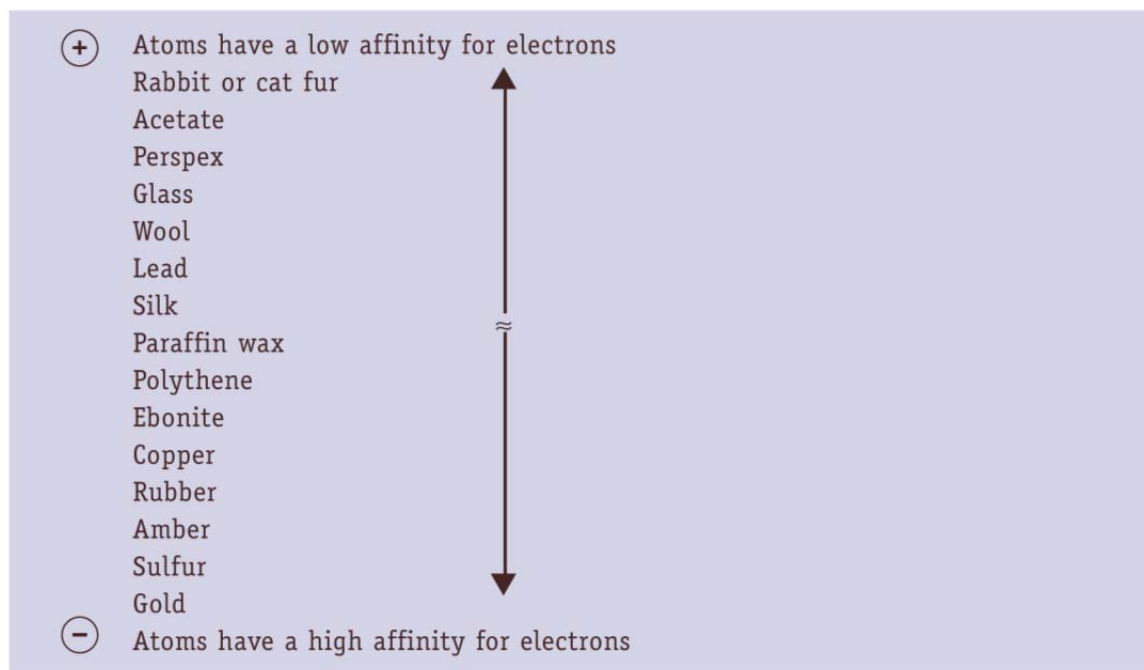 + Atoms have a low affinity for electrons
Rabbit or cat fur
Acetate
Perspex
Glass
Wool
Lead
Silk
≈
Paraffin wax
Polythene
Ebonite
Copper
Rubber
Amber
Sulfur
Gold
− Atoms have a high affinity for electrons